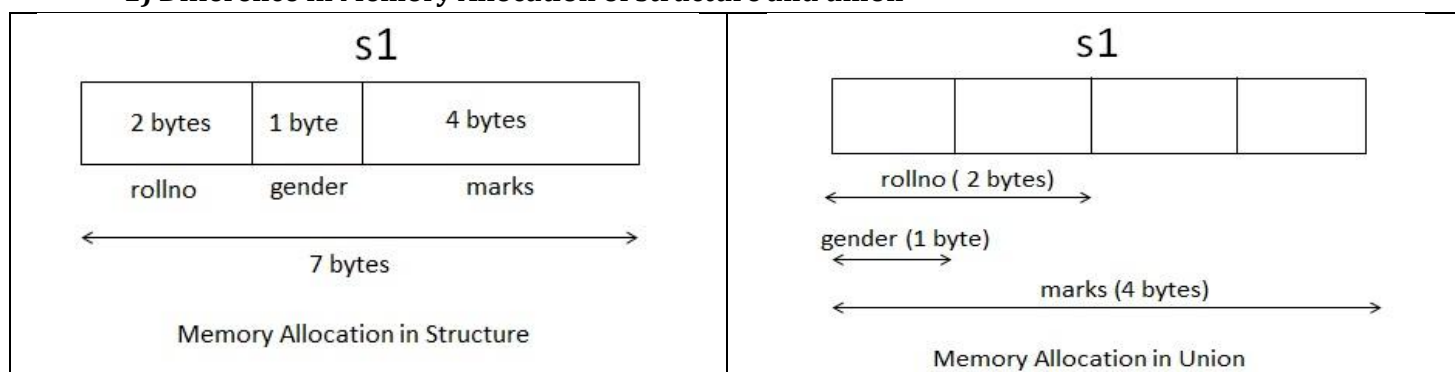 s1
2 bytes 1 byte 4 bytes
rollno gender marks
7 bytes
Memory Allocation in Structure
s1
rollno ( 2 bytes)
gender (1 byte)
marks (4 bytes)
Memory Allocation in Union